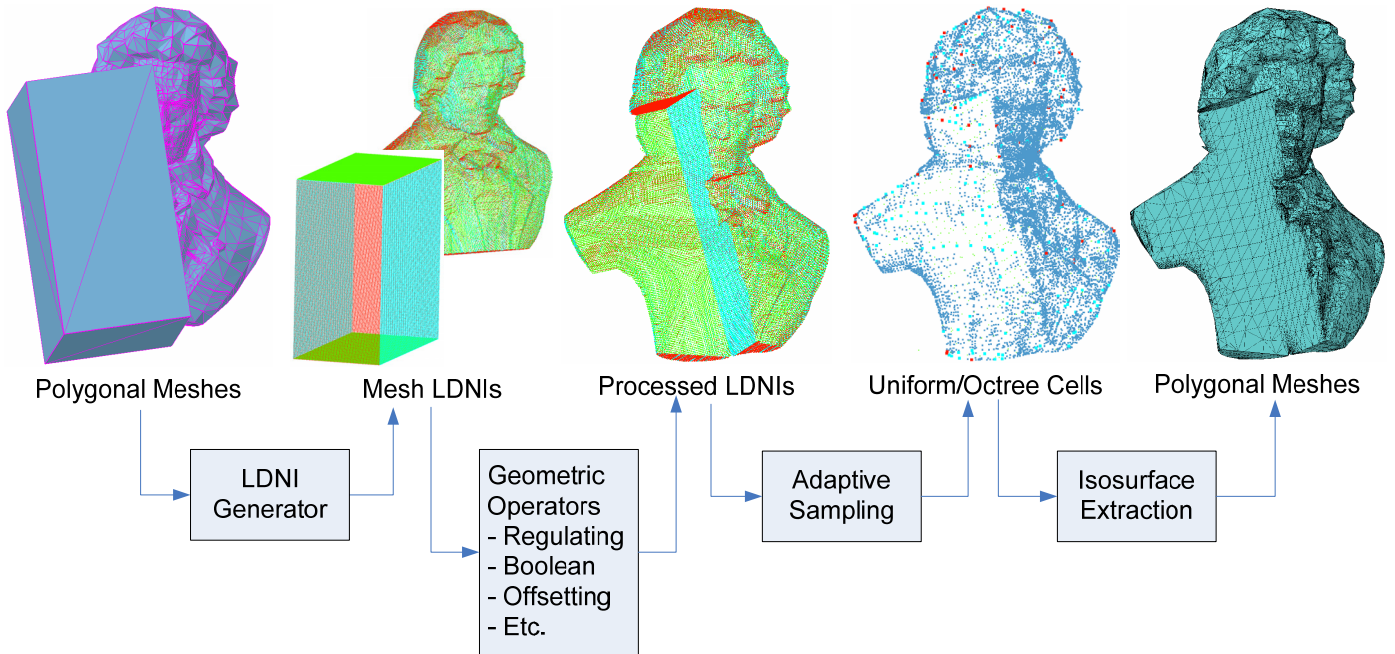 Polygonal Meshes
Mesh LDNIs
Processed LDNIs
Uniform/Octree Cells
Polygonal Meshes
LDNI
Generator
Geometric
Operators
- Regulating
- Boolean
- Offsetting
- Etc.
Adaptive
Sampling
Isosurface
Extraction